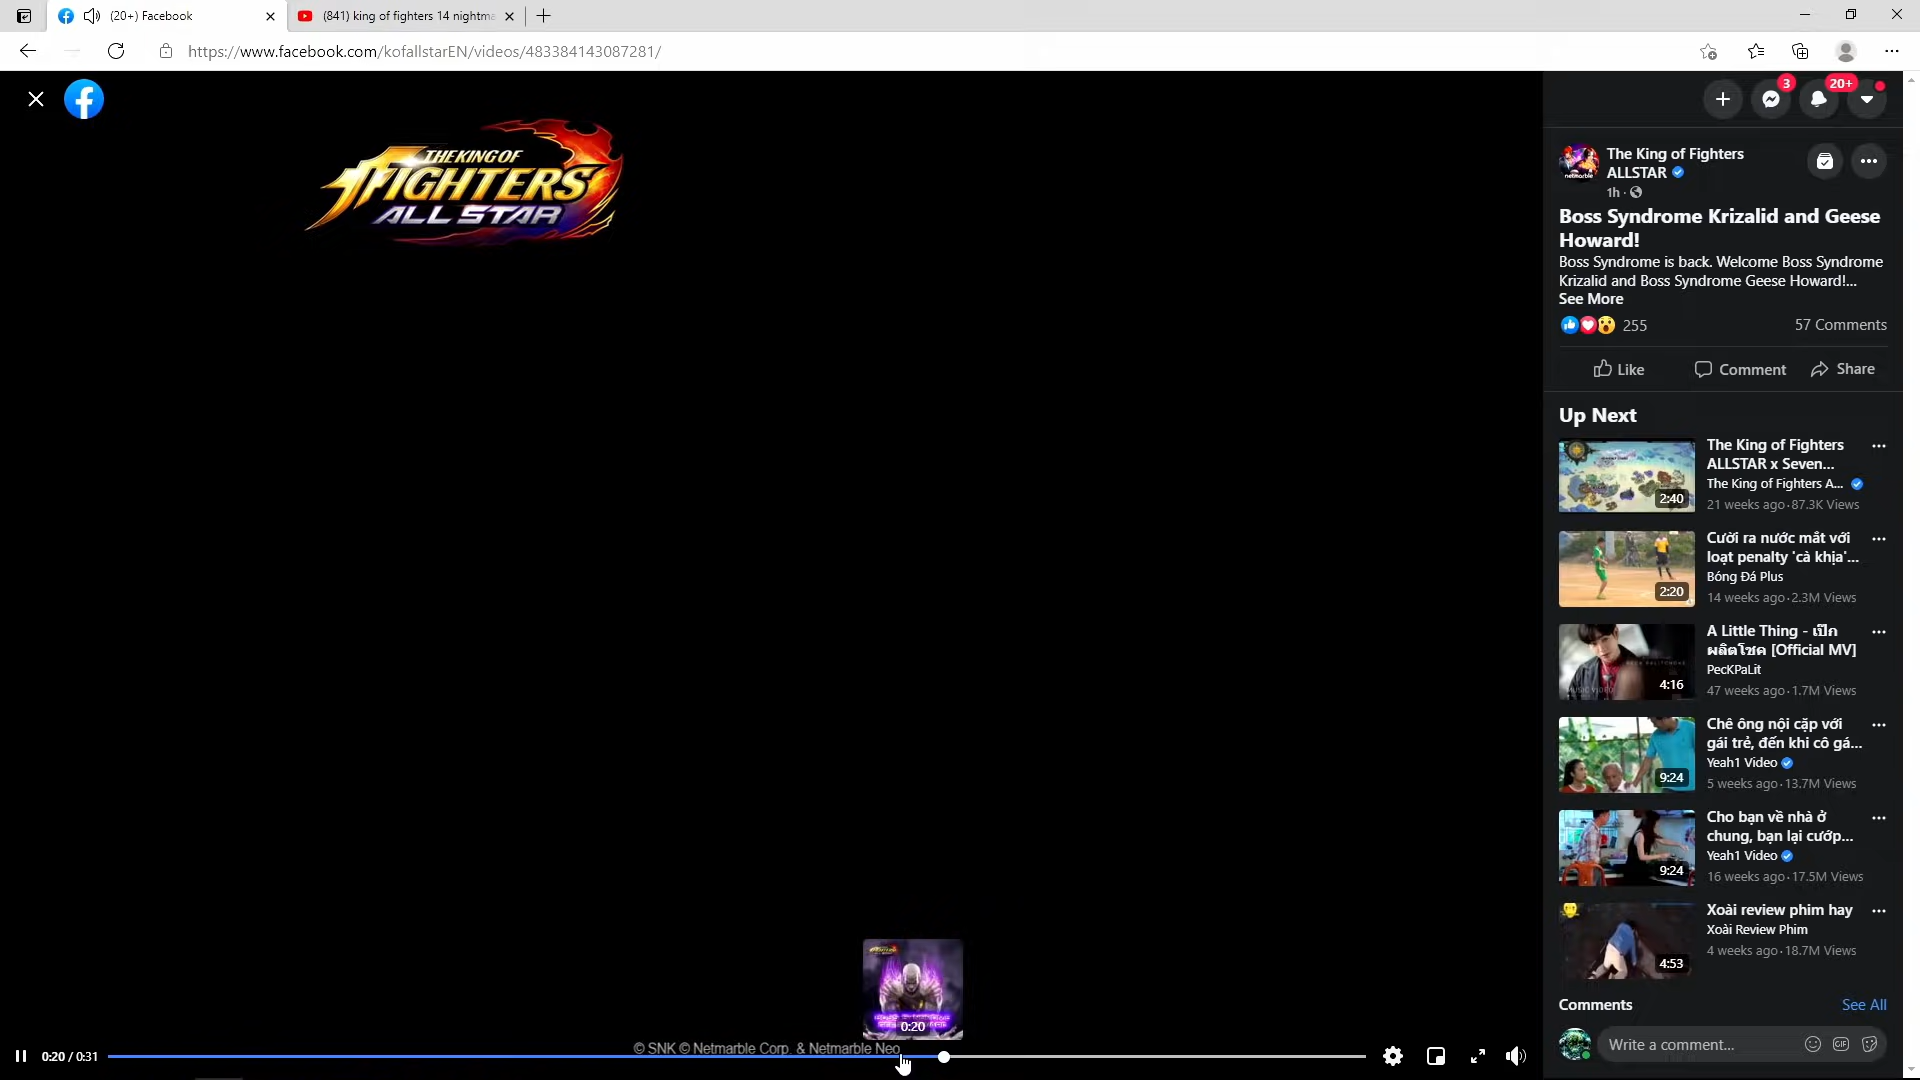 (20+) Facebook
(841) king of fighters 14 nightma
https://www.facebook.com/kofallstarEN/videos/483384143087281/
THE KING OF
FIGHTERS
ALL STAR
3
20+
netmarble
The King of Fighters
ALLSTAR
1h
Boss Syndrome Krizalid and Geese
Howard!
Boss Syndrome is back. Welcome Boss Syndrome
Krizalid and Boss Syndrome Geese Howard!...
See More
255
57 Comments
Like
Comment
Share
Up Next
The King of Fighters
ALLSTAR x Seven...
The King of Fighters A...
21 weeks ago · 87.3K Views
2:40
Cười ra nước mắt với
loạt penalty 'cà khịa'...
Bóng Đá Plus
14 weeks ago · 2.3M Views
2:20
A Little Thing - เป๊ก
ผลิตโชค [Official MV]
PecKPaLit
47 weeks ago · 1.7M Views
4:16
MUSIC VIDEO
Chê ông nội cặp với
gái trẻ, đến khi cô gá...
Yeah1 Video
5 weeks ago · 13.7M Views
9:24
Cho bạn về nhà ở
chung, bạn lại cướp...
Yeah1 Video
16 weeks ago · 17.5M Views
9:24
Xoài review phim hay
Xoài Review Phim
4 weeks ago · 18.7M Views
4:53
Comments
See All
Write a comment...
GIF
0:20
© SNK © Netmarble Corp. & Netmarble Neo
0:20 / 0:31